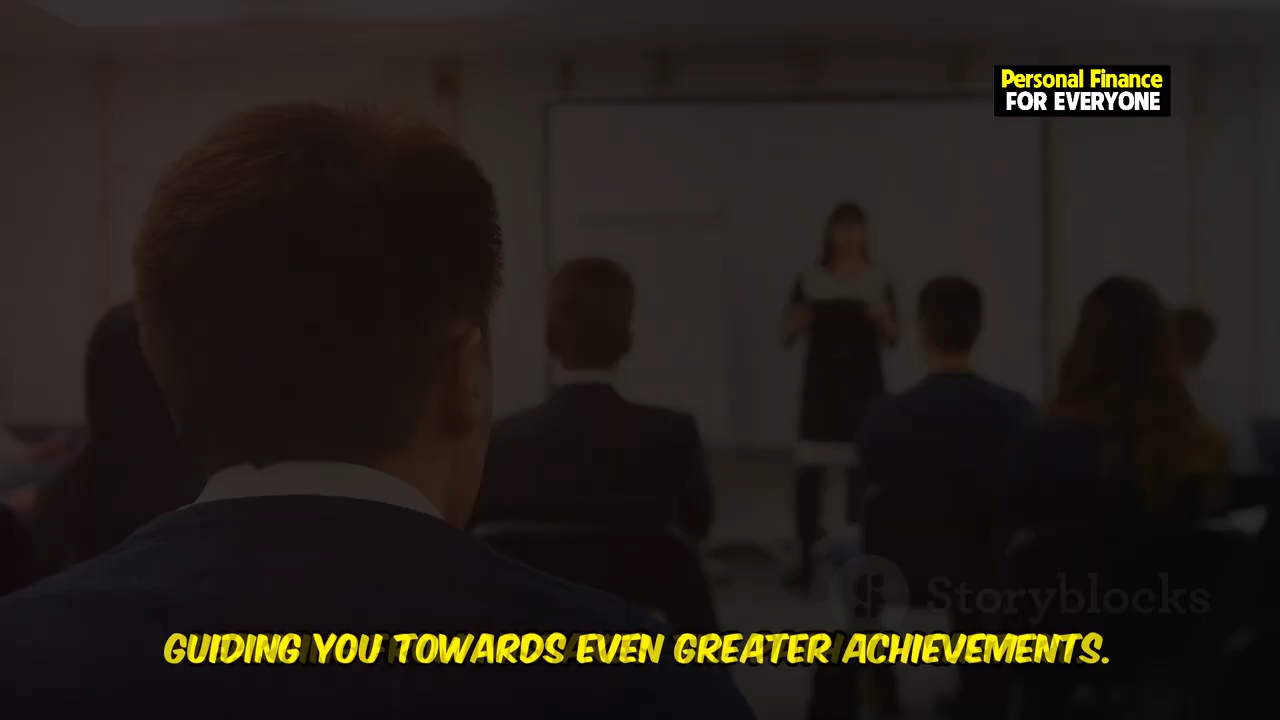 Personal Finance
FOR EVERYONE
Storyblocks
GUIDING YOU TOWARDS EVEN GREATER ACHIEVEMENTS.